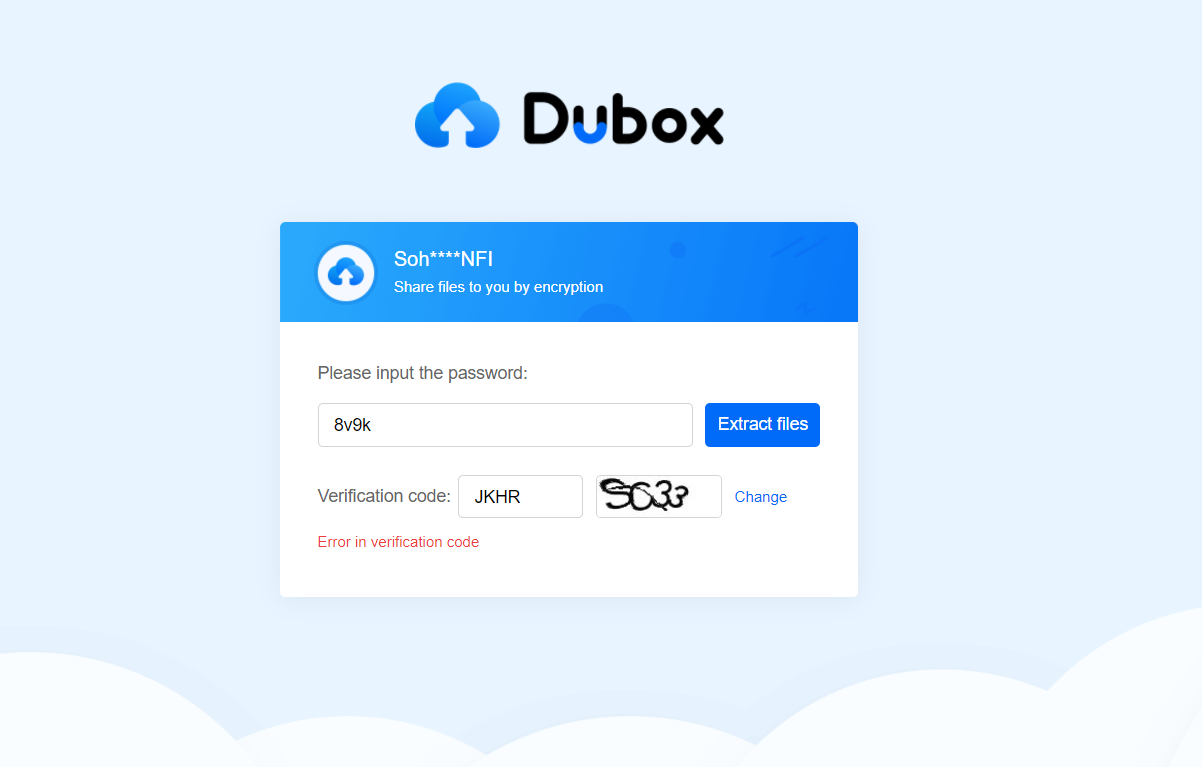 Dubox
Soh****NFI
Share files to you by encryption
Please input the password:
8v9k Extract files
Verification code: JKHR Change
Error in verification code